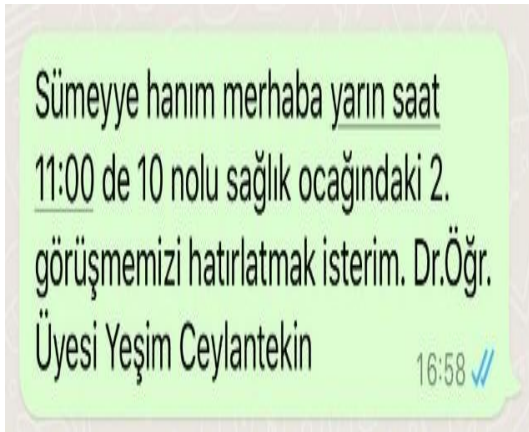 Sümeyye hanım merhaba yarın saat
11:00 de 10 nolu sağlık ocağındaki 2.
görüşmemizi hatırlatmak isterim. Dr.Öğr.
Üyesi Yeşim Ceylantekin
16:58